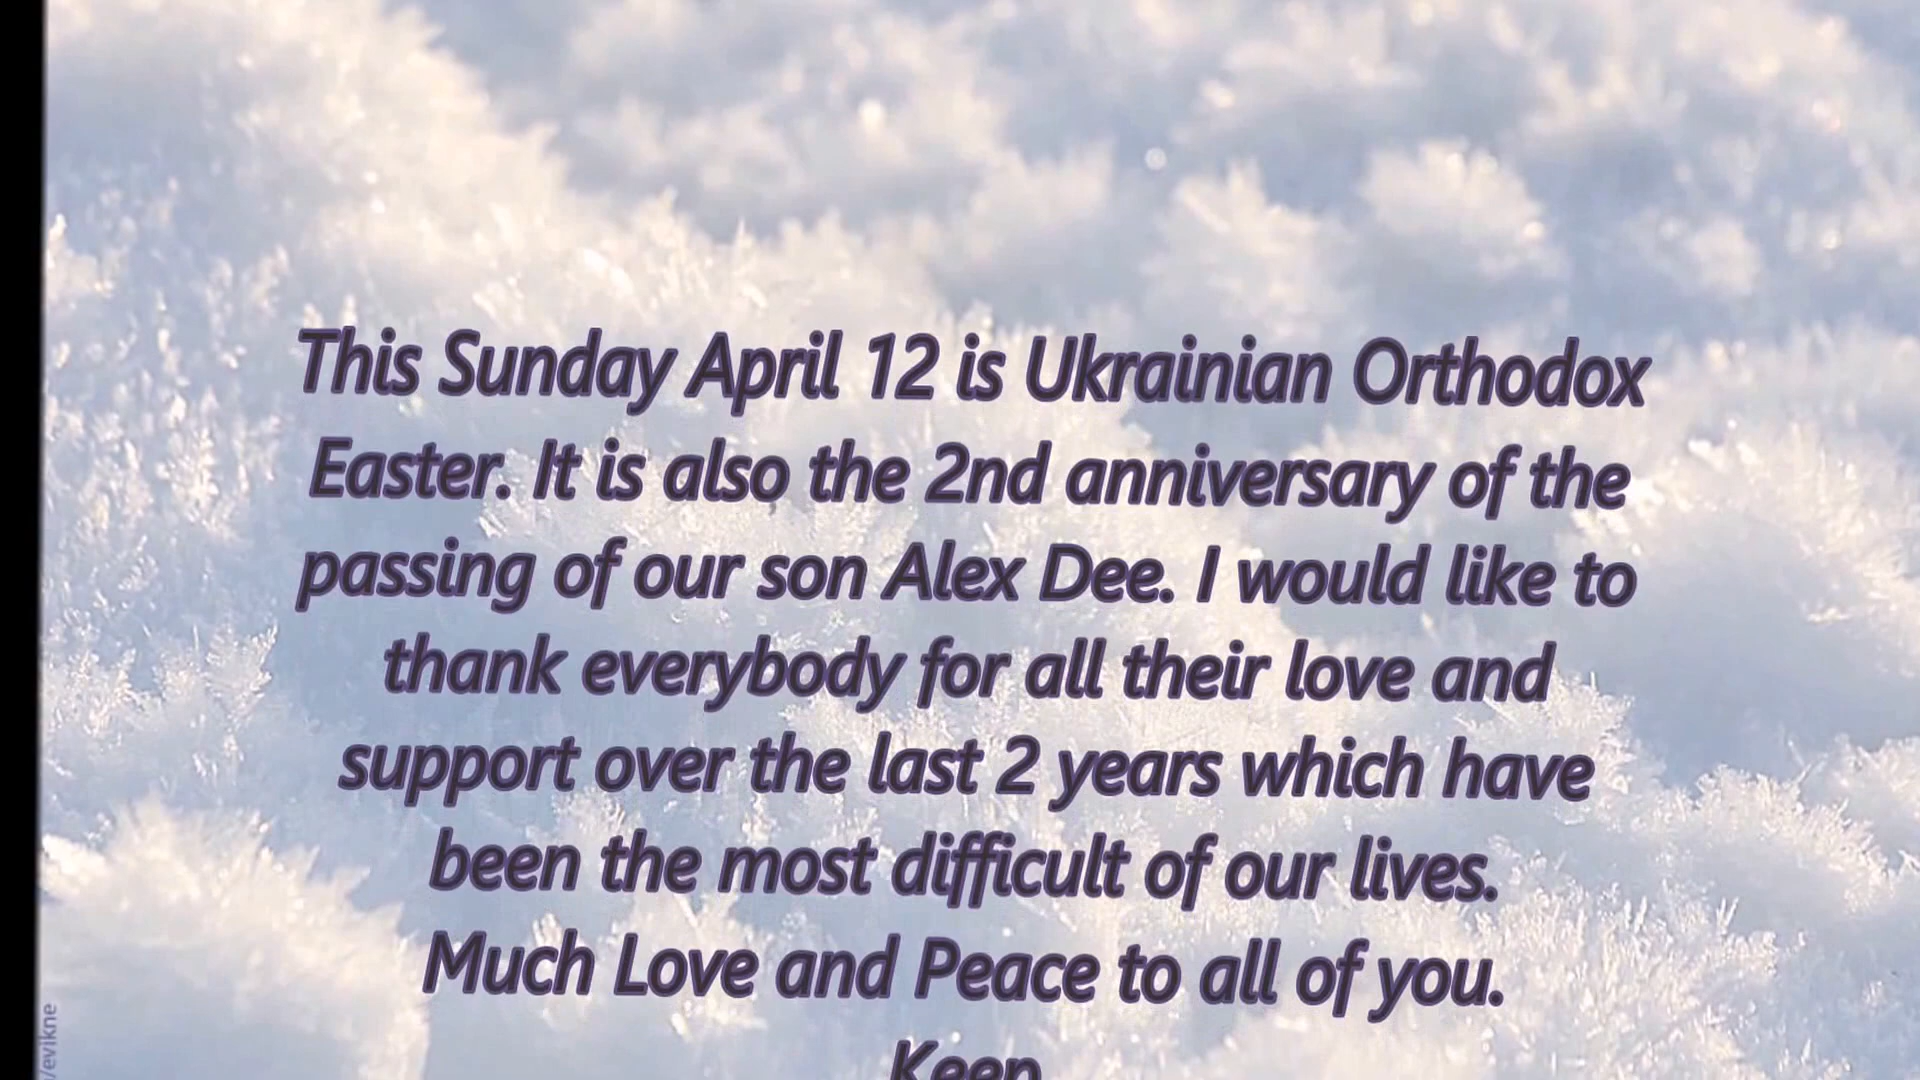 This Sunday April 12 is Ukrainian Orthodox
Easter. It is also the 2nd anniversary of the
passing of our son Alex Dee. I would like to
thank everybody for all their love and
support over the last 2 years which have
been the most difficult of our lives.
Much Love and Peace to all of you.
Keep
/evikne